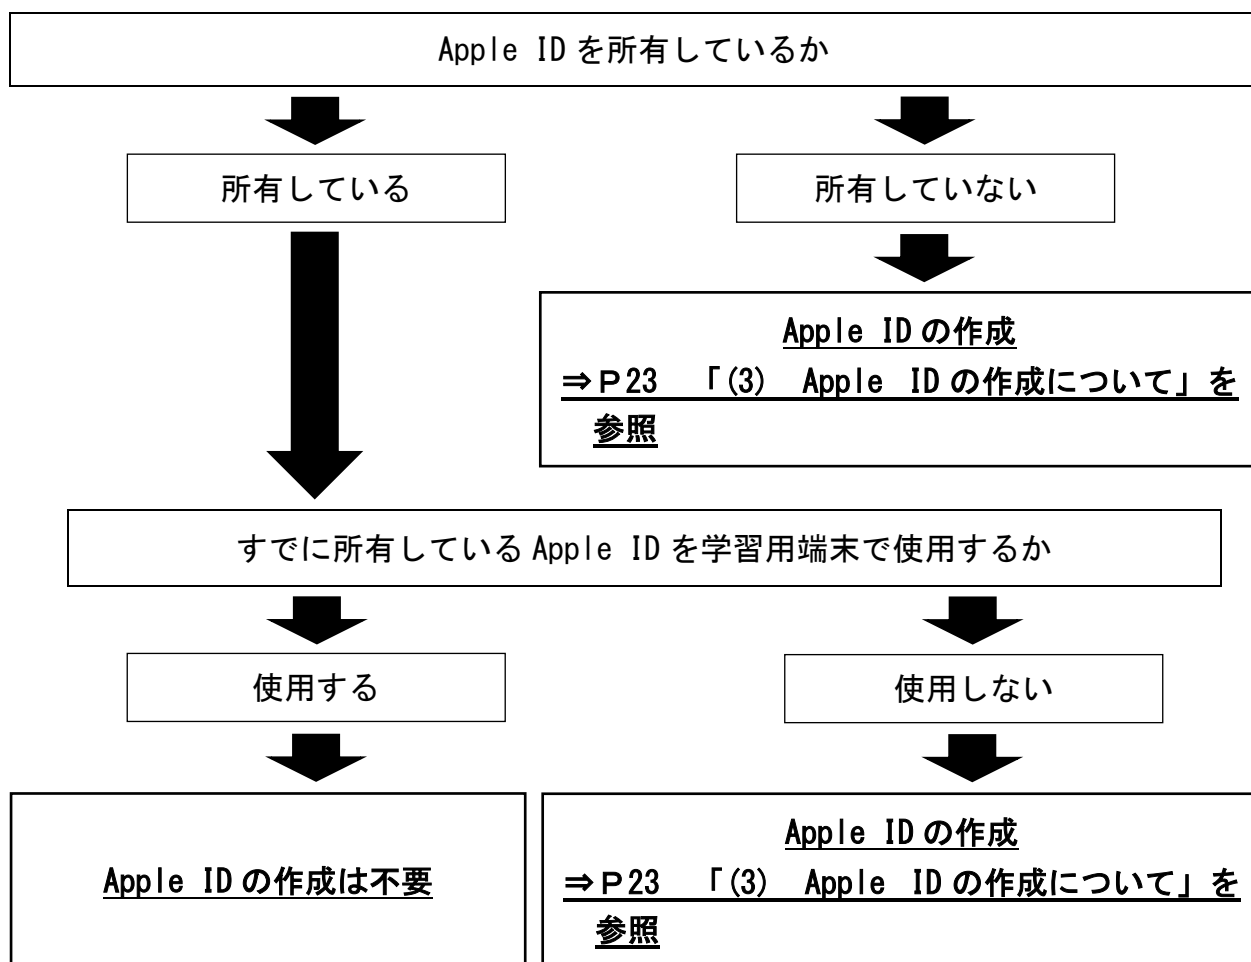 Apple ID を所有しているか
所有している
所有していない
Apple ID の作成
⇒P23 「(3) Apple ID の作成について」を
参照
すでに所有している Apple ID を学習用端末で使用するか
使用する
使用しない
Apple ID の作成は不要
Apple ID の作成
⇒P23 「(3) Apple ID の作成について」を
参照